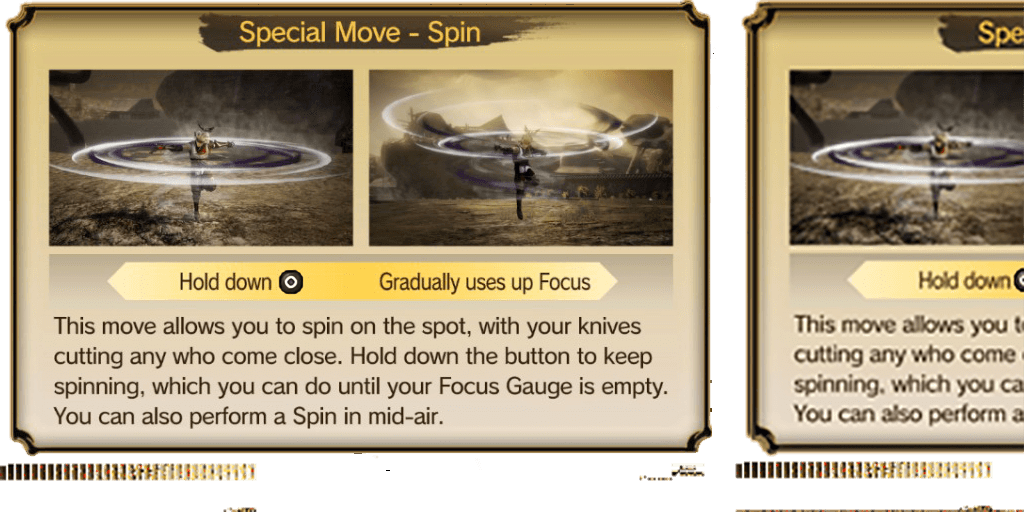 Special Move - Spin
Hold down
Gradually uses up Focus
This move allows you to spin on the spot, with your knives
cutting any who come close. Hold down the button to keep
spinning, which you can do until your Focus Gauge is empty.
You can also perform a Spin in mid-air.
Spe
Hold down
This move allows you t
cutting any who come
spinning, which you ca
You can also perform a